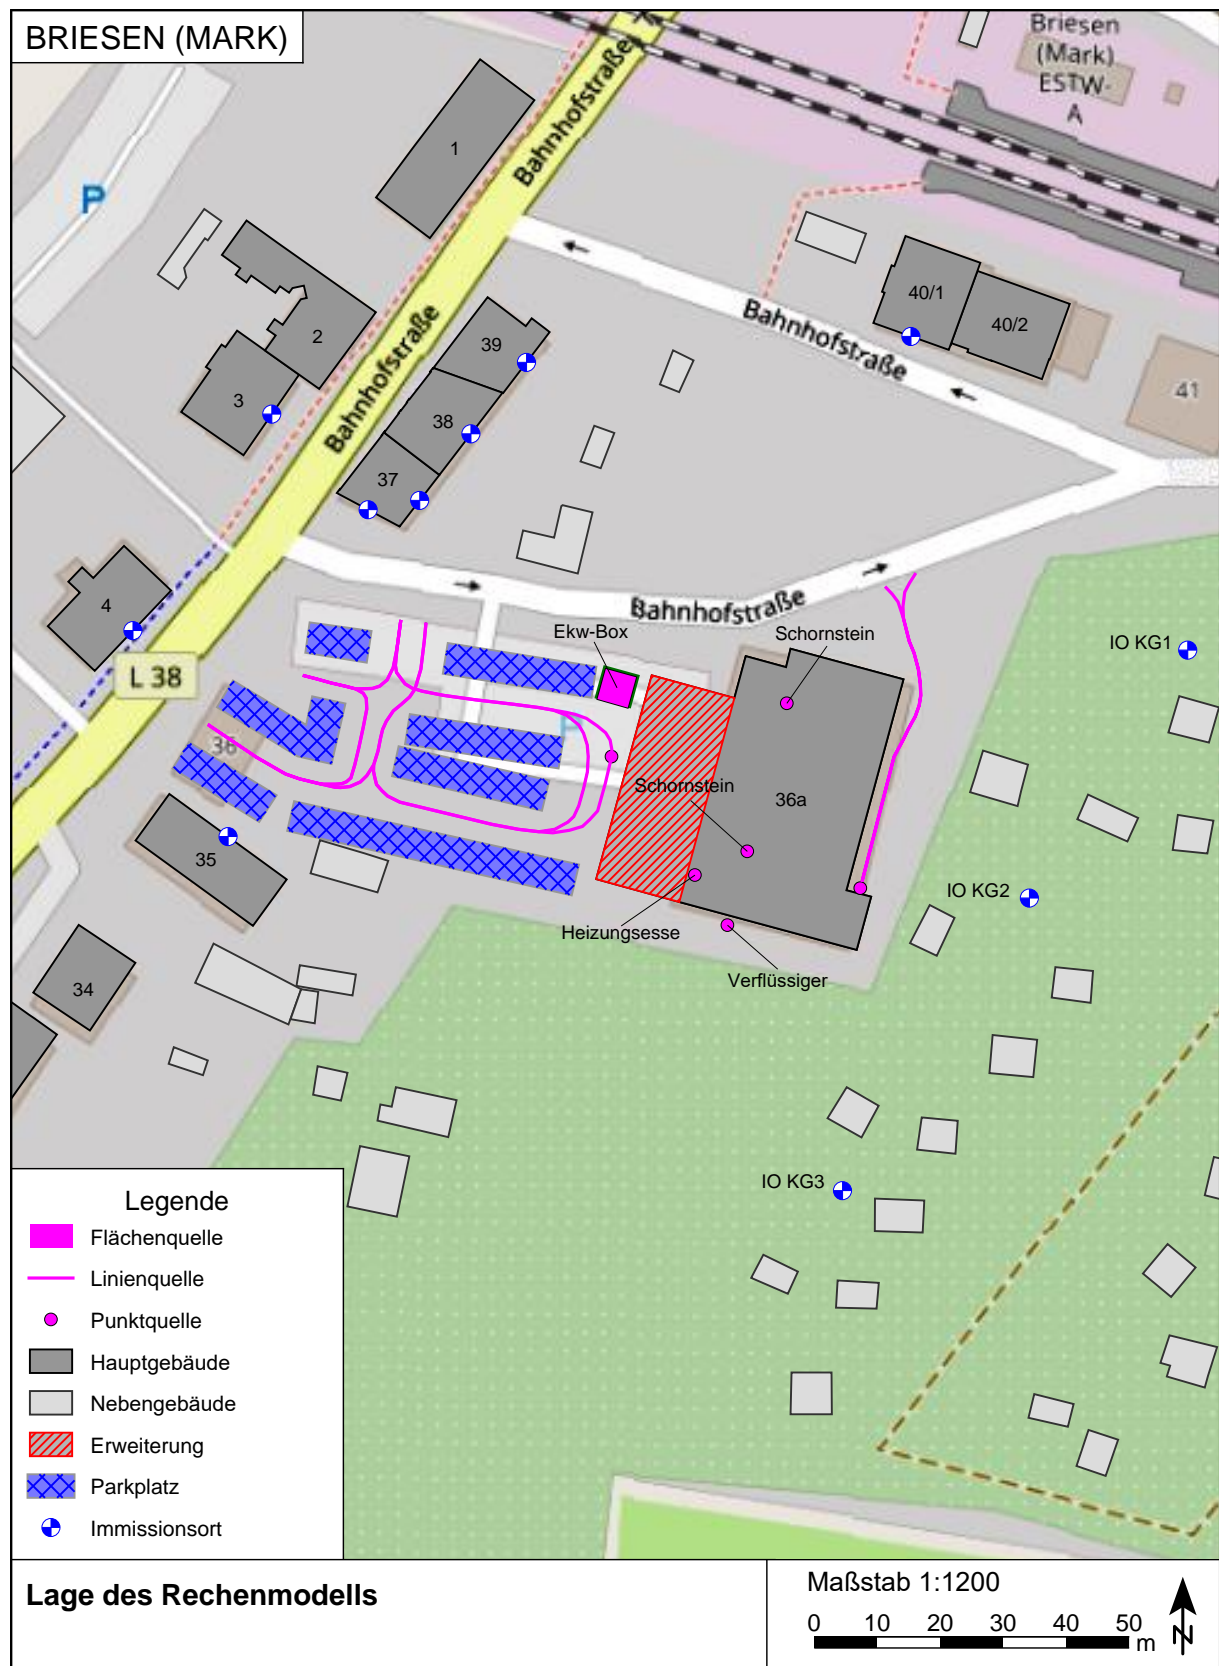 BRIESEN (MARK)
Briesen
(Mark)
ESTW-
A
Bahnhofstraße
1
P
40/1
40/2
Bahnhofstraße
2
39
Bahnhofstraße
41
3
38
37
4
Bahnhofstraße
Ekw-Box
Schornstein
IO KG1
L 38
P
36
Schornstein
36a
35
IO KG2
Heizungsesse
Verflüssiger
34
IO KG3
Legende
Flächenquelle
Linienquelle
Punktquelle
Hauptgebäude
Nebengebäude
Erweiterung
Parkplatz
Immissionsort
Lage des Rechenmodells
Maßstab 1:1200
0 10 20 30 40 50
m
N